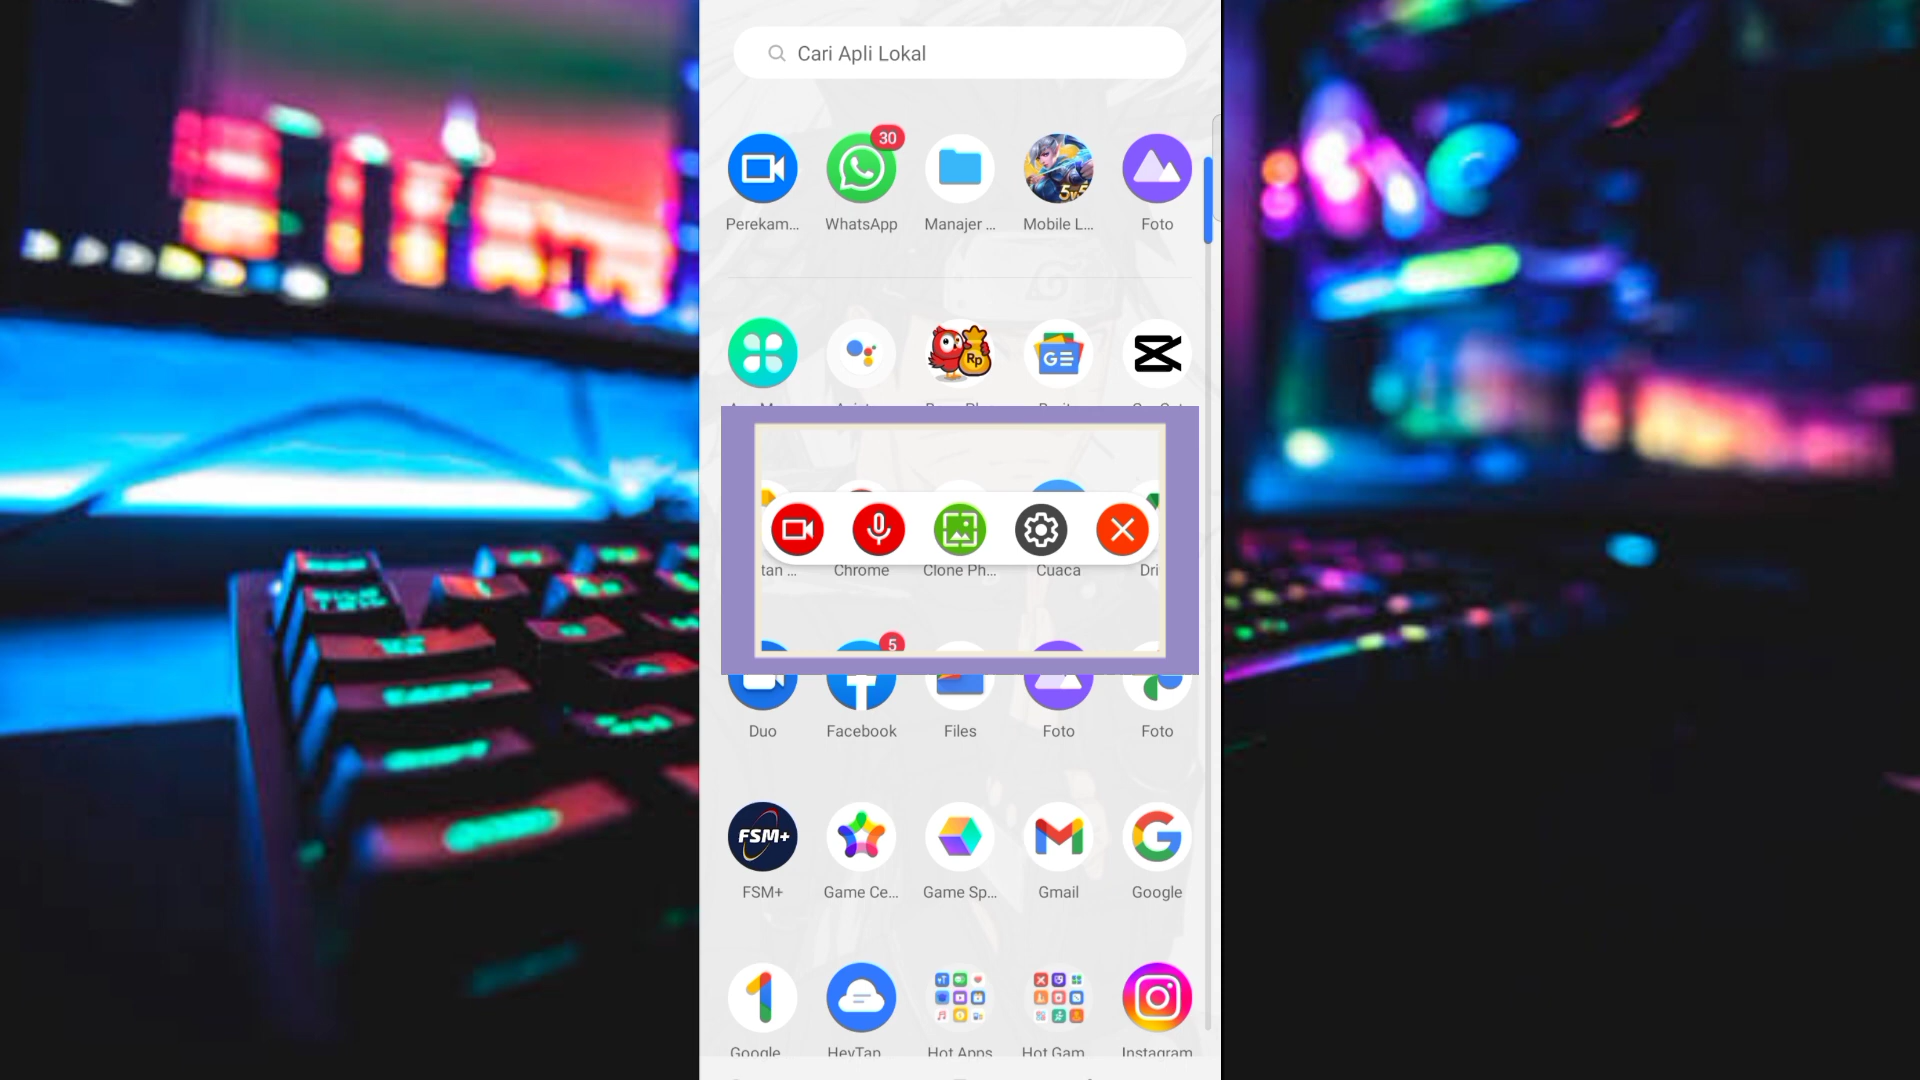 Cari Apli Lokal
30
5v5
Perekam...
WhatsApp
Manajer ...
Mobile L...
Foto
Rp
GE
tan ...
Chrome
Clone Ph...
Cuaca
Dri
5
Duo
Facebook
Files
Foto
Foto
FSM+
FSM+
Game Ce...
Game Sp...
Gmail
Google
Google
HeyTap
Hot Apps
Hot Gam
Instagram